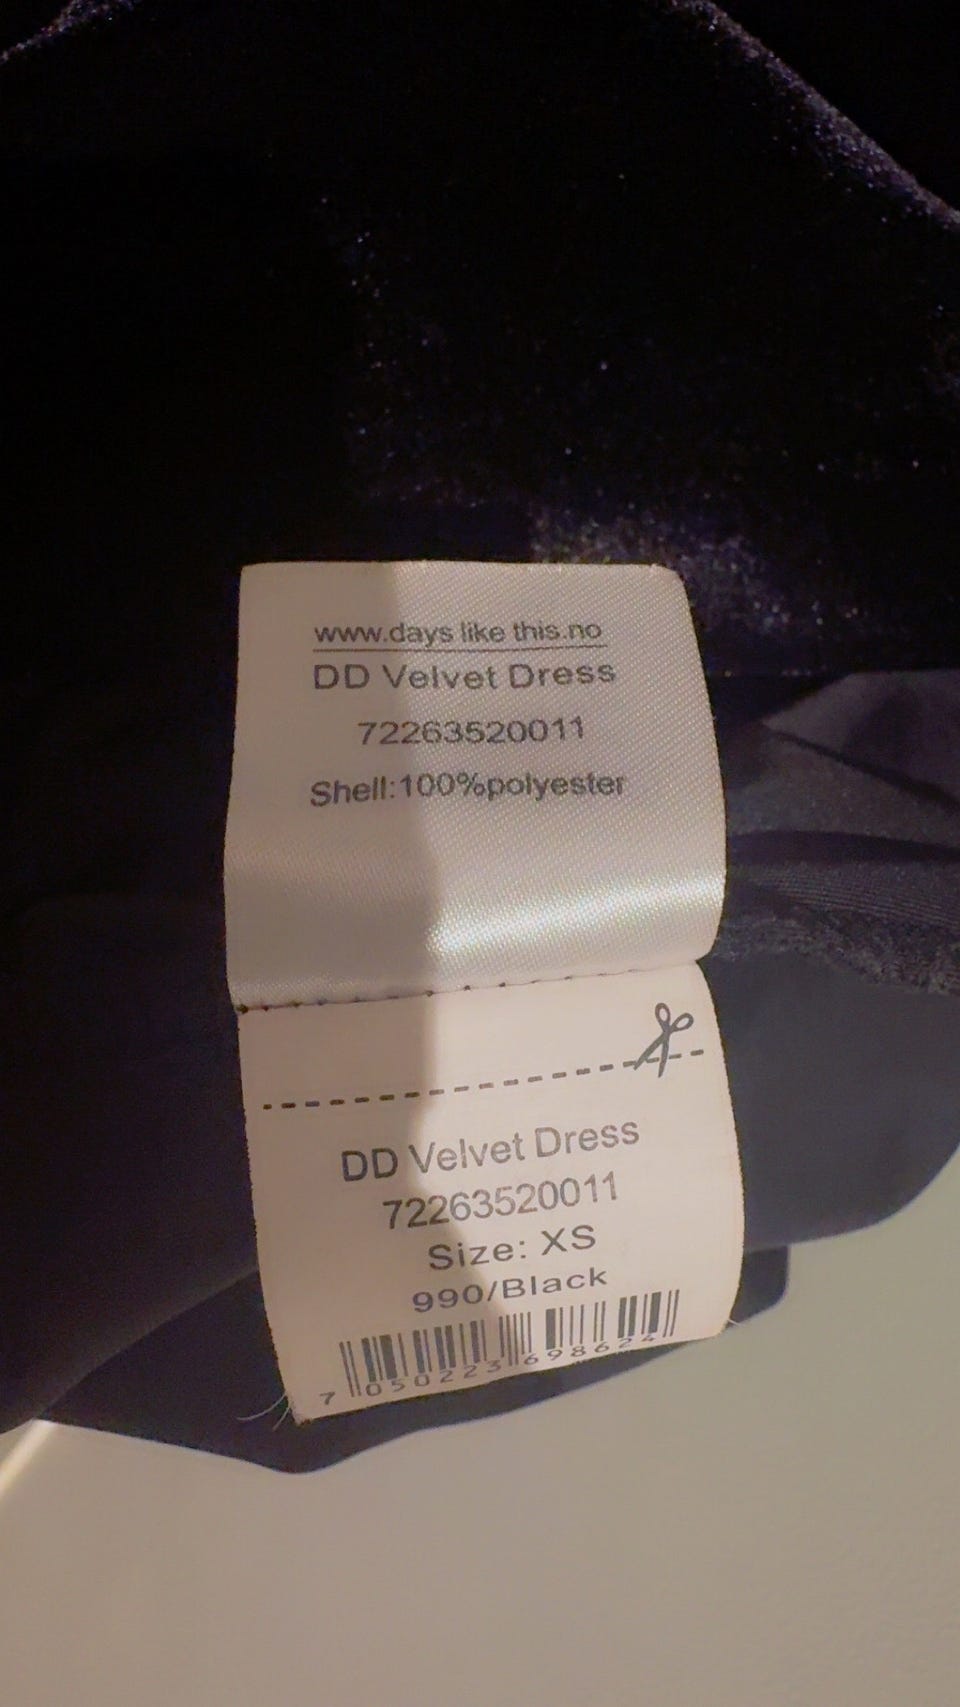 www.days like this.no
DD Velvet Dress
72263520011
Shell:100%polyester
DD Velvet Dress
72263520011
Size: XS
990/Black
7 050223 698624